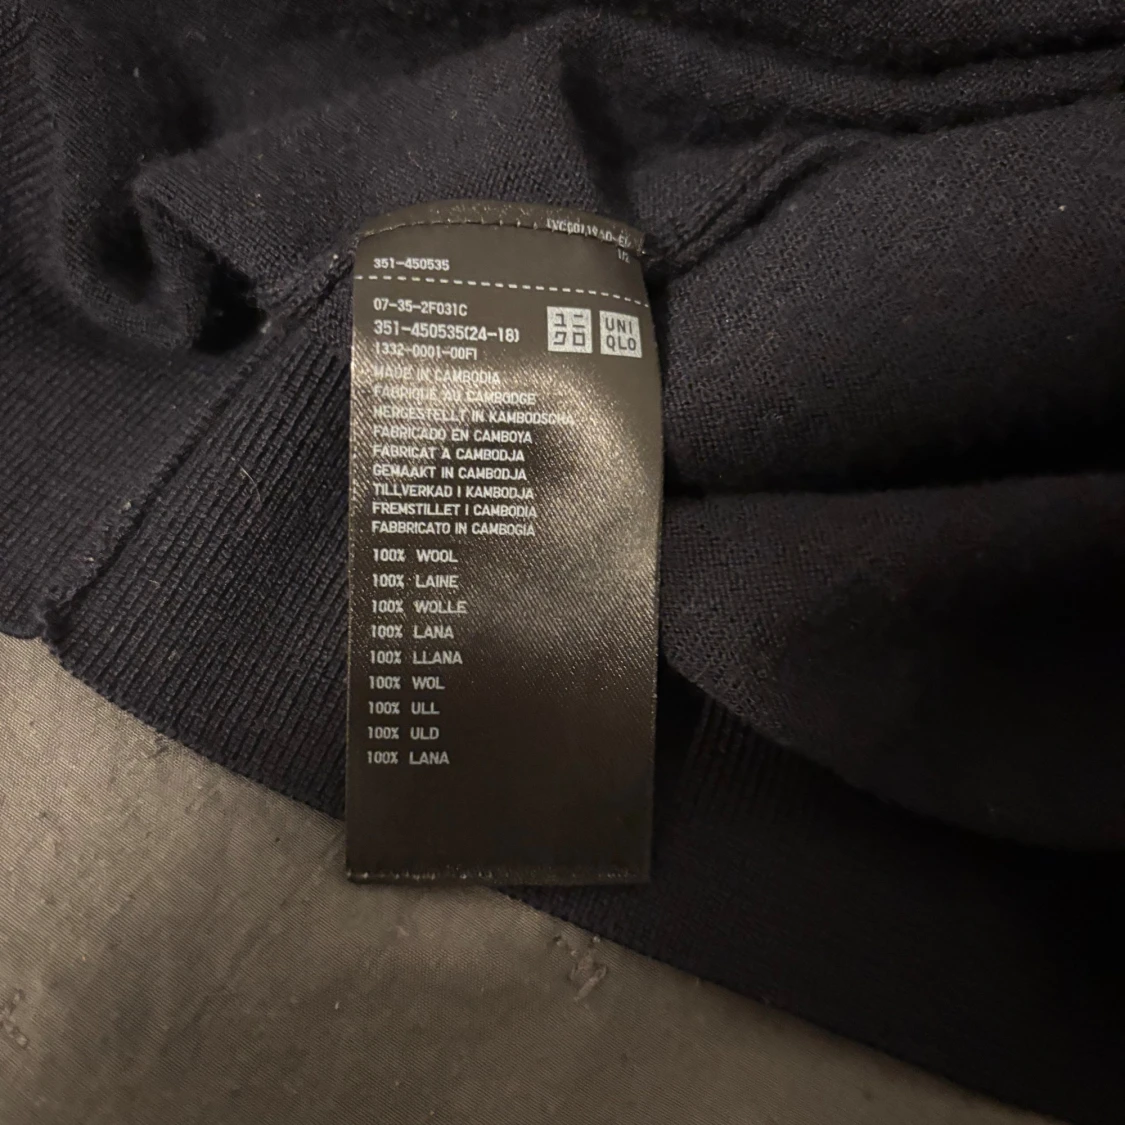 1/2
351-450535
07-35-2F031C
351-450535(24-18)
1332-0001-00F1
ユニ
クロ
UNI
QLO
MADE IN CAMBODIA
FABRIQUÉ AU CAMBODGE
HERGESTELLT IN KAMBODSCHA
FABRICADO EN CAMBOYA
FABRICAT A CAMBODJA
GEMAAKT IN CAMBODJA
TILLVERKAD I KAMBODJA
FREMSTILLET I CAMBODIA
FABBRICATO IN CAMBOGIA
100% WOOL
100% LAINE
100% WOLLE
100% LANA
100% LLANA
100% WOL
100% ULL
100% ULD
100% LANA